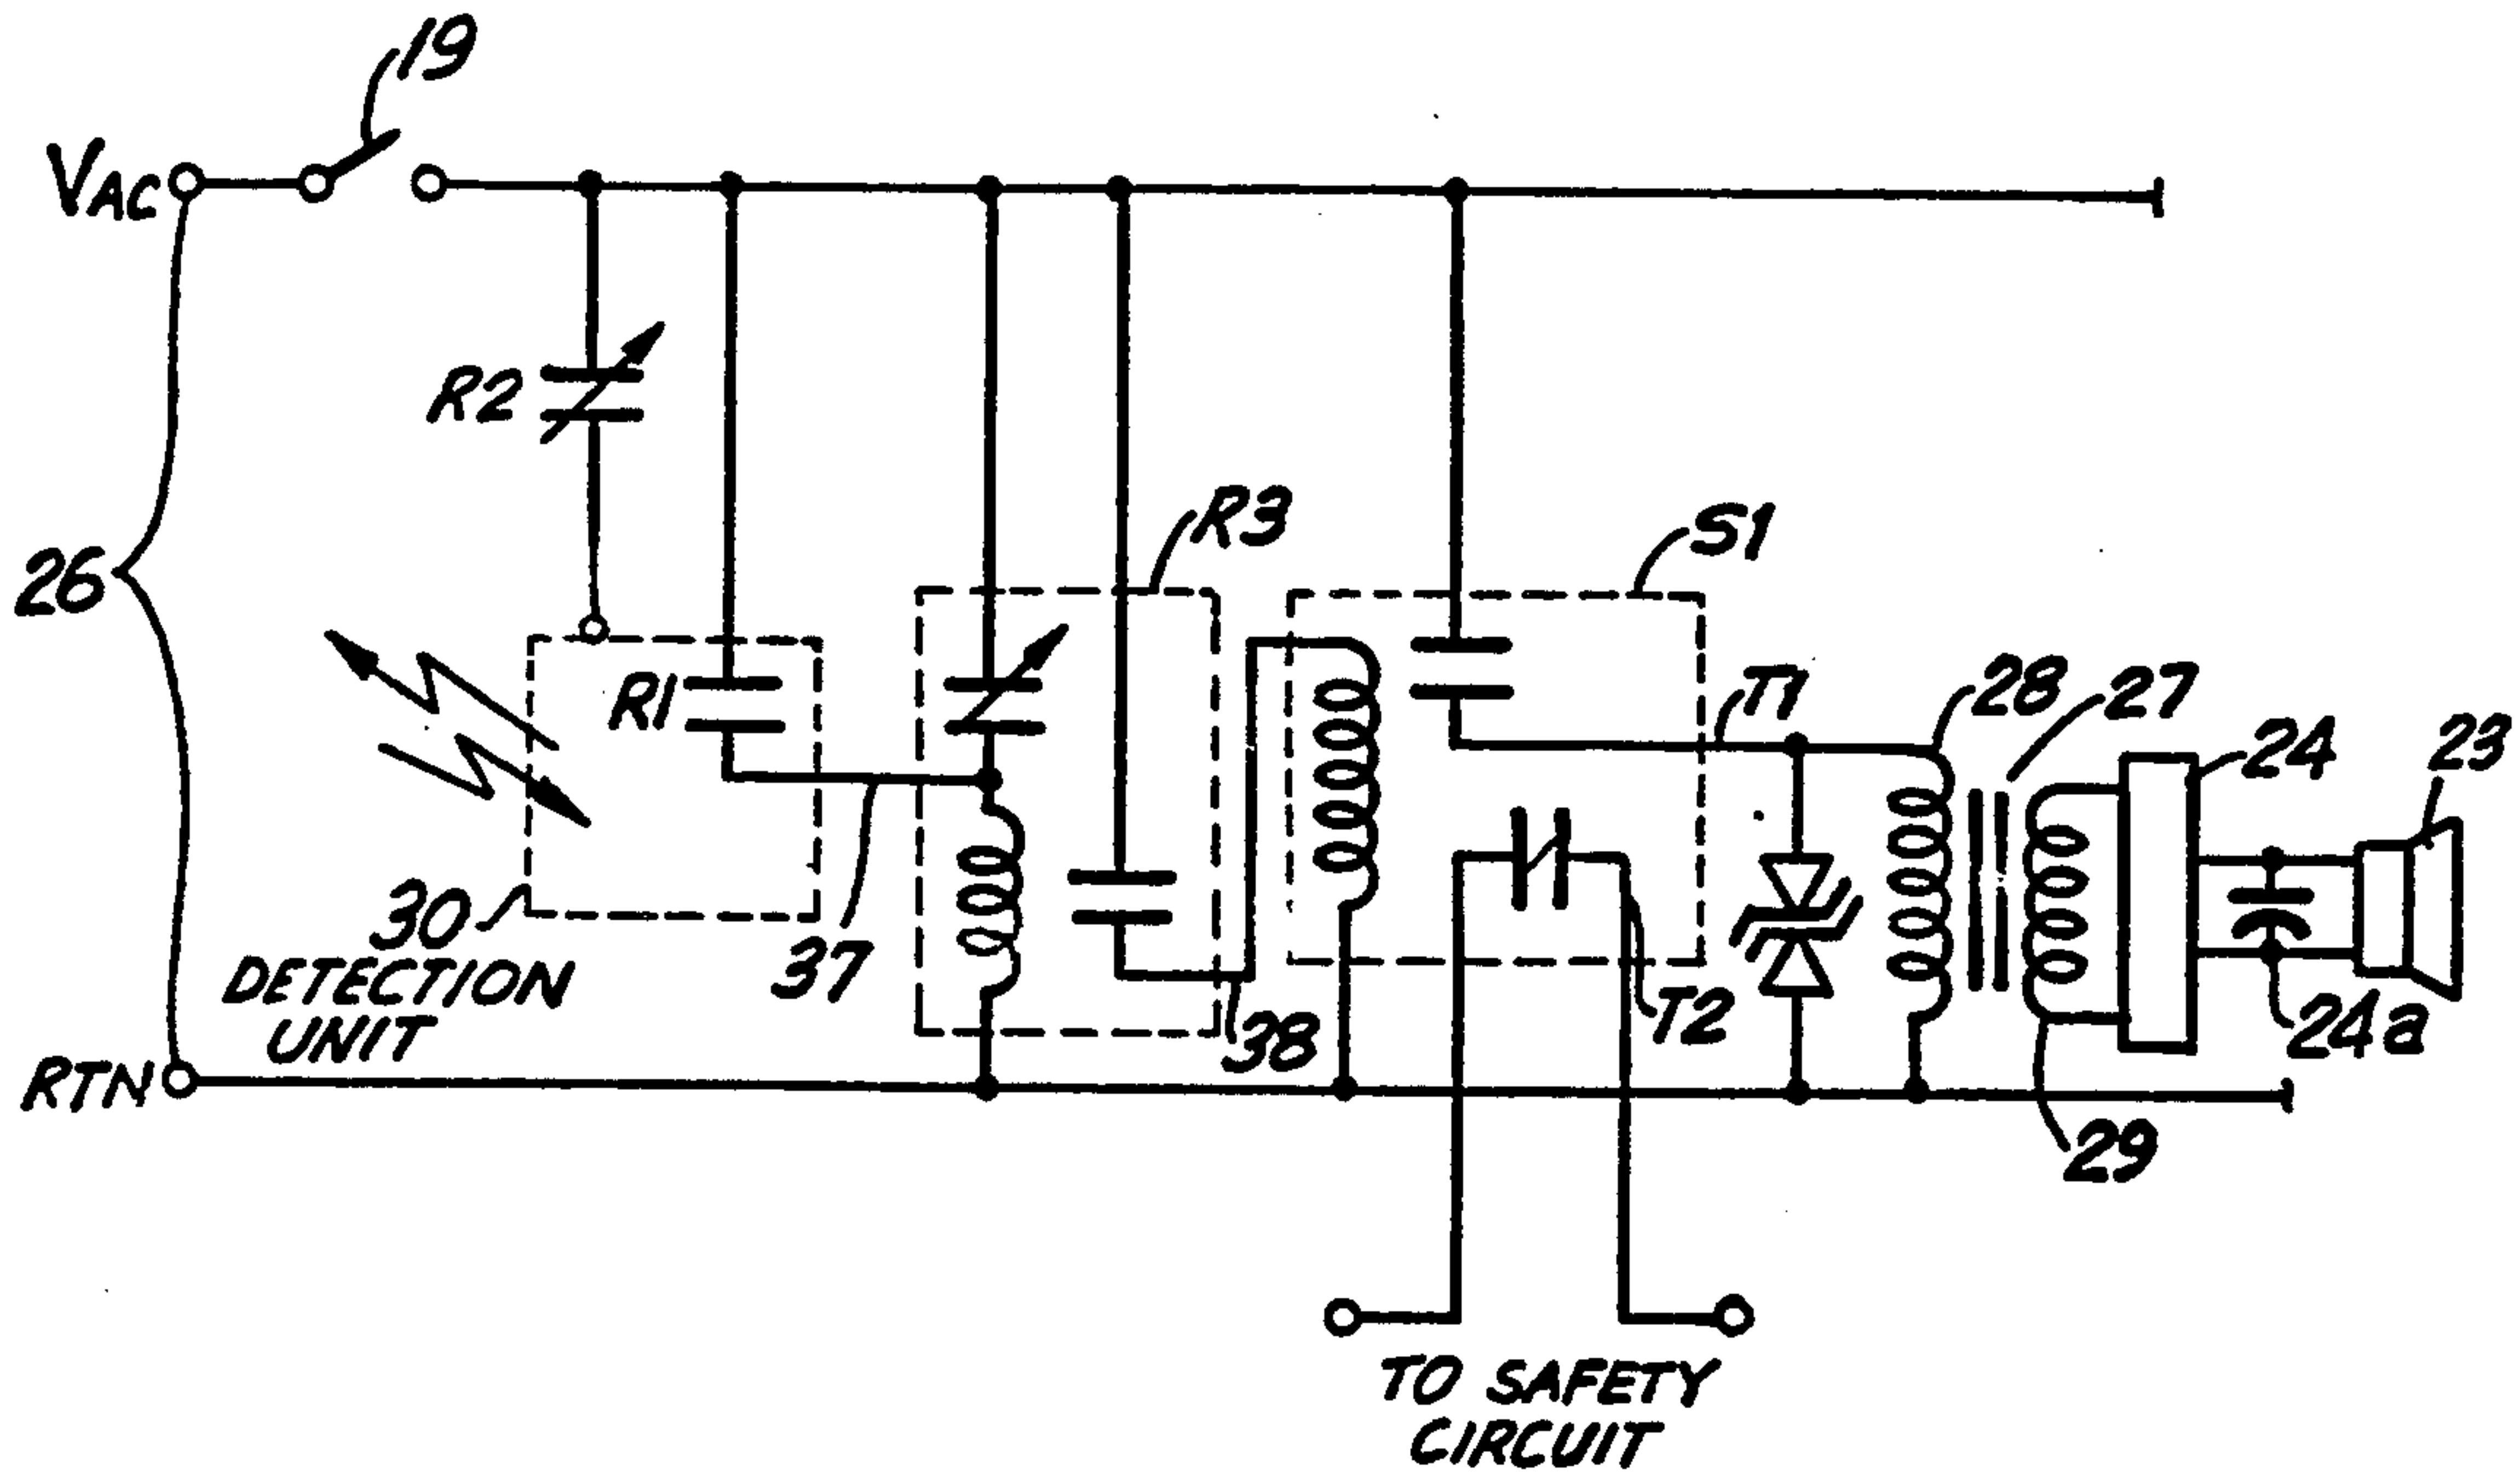 19
VAC
R2
R3
S1
26
R1
T1
28
27
24
23
30
DETECTION
UNIT
37
38
T2
24a
RTN
29
TO SAFETY
CIRCUIT